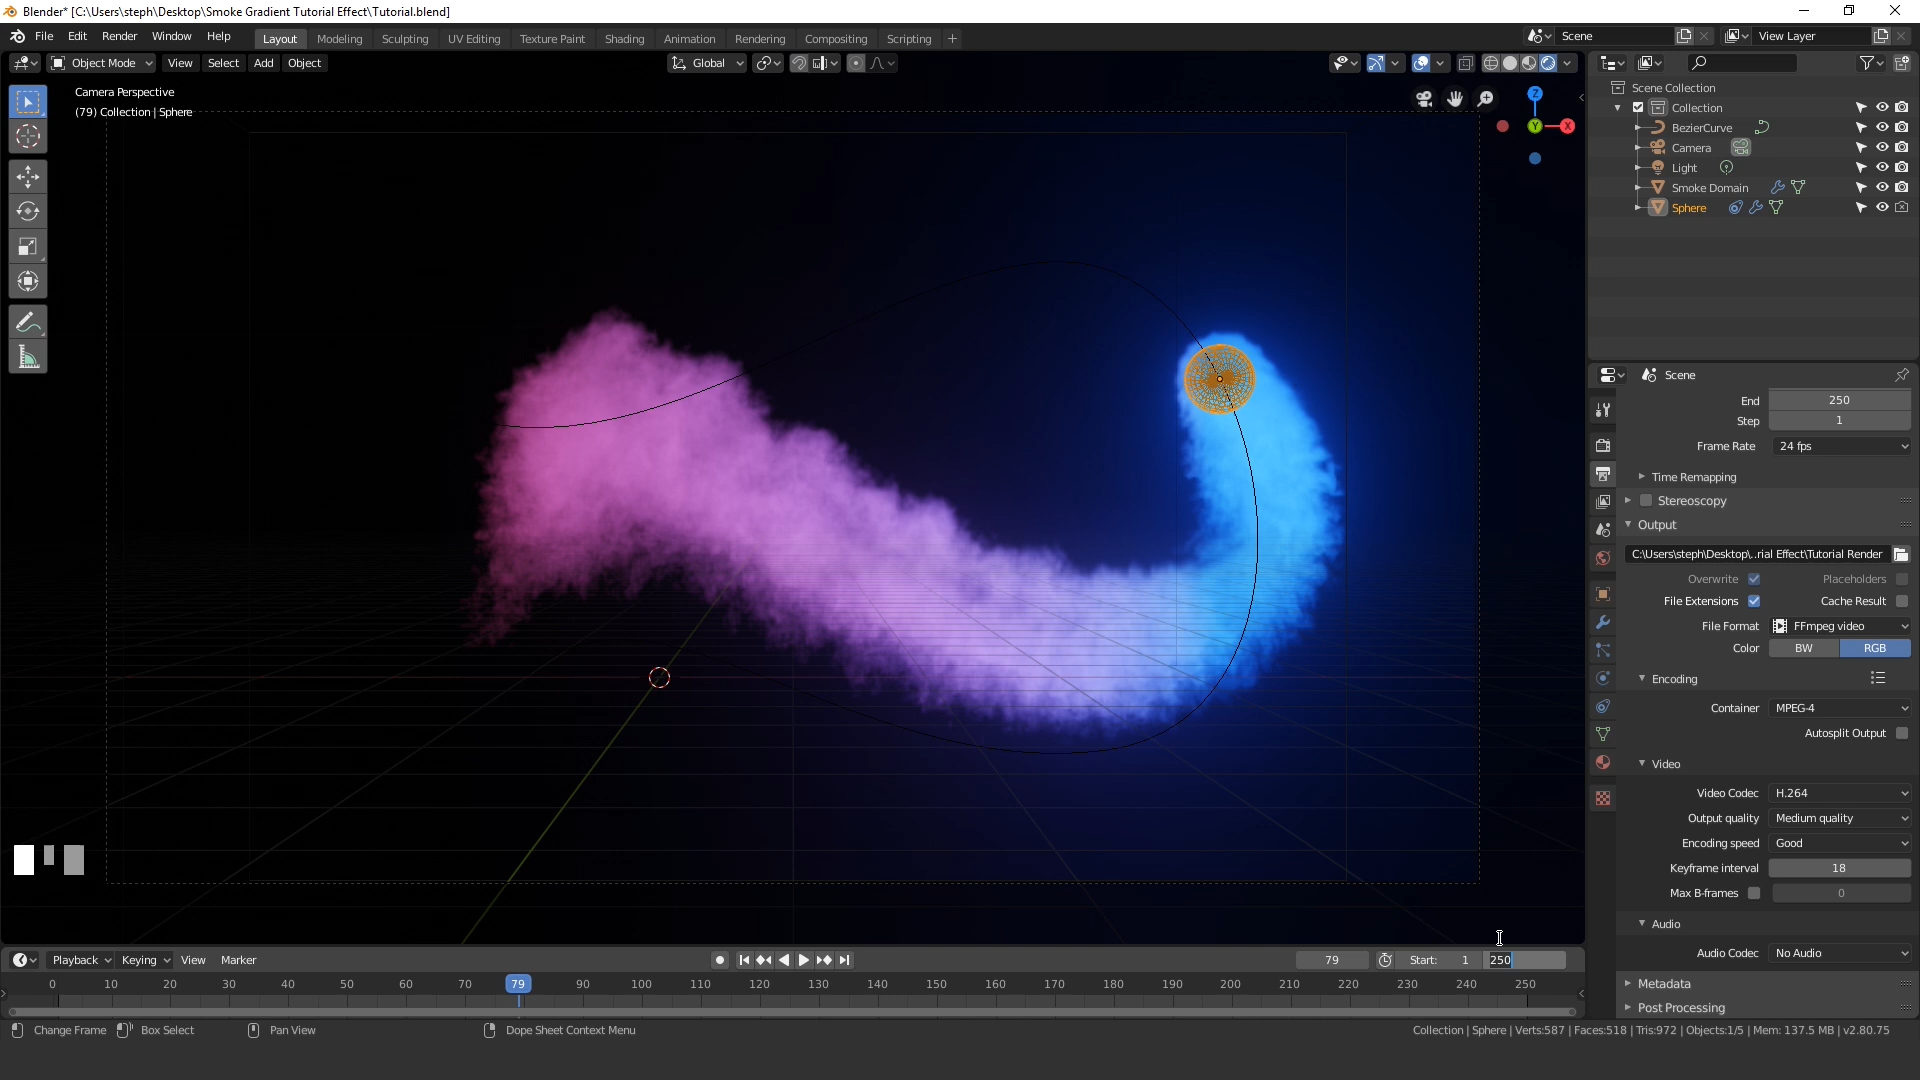 Blender* [C:\Users\steph\Desktop\Smoke Gradient Tutorial Effect\Tutorial.blend]
File Edit Render Window Help Layout Modeling Sculpting UV Editing Texture Paint Shading Animation Rendering Compositing Scripting + Scene View Layer
Object Mode View Select Add Object Global
Camera Perspective
(79) Collection | Sphere
Z
Y
X
Scene Collection
Collection
BezierCurve
Camera
Light
Smoke Domain
Sphere
Scene
End 250
Step 1
Frame Rate 24 fps
Time Remapping
Stereoscopy
Output
C:\Users\steph\Desktop\..rial Effect\Tutorial Render
Overwrite Placeholders
File Extensions Cache Result
File Format FFmpeg video
Color BW RGB
Encoding
Container MPEG-4
Autosplit Output
Video
Video Codec H.264
Output quality Medium quality
Encoding speed Good
Keyframe interval 18
Max B-frames 0
Audio
Audio Codec No Audio
Metadata
Post Processing
Playback Keying View Marker 79 Start: 1 250
0 10 20 30 40 50 60 70 79 90 100 110 120 130 140 150 160 170 180 190 200 210 220 230 240 250
Change Frame Box Select Pan View Dope Sheet Context Menu Collection | Sphere | Verts:587 | Faces:518 | Tris:972 | Objects:1/5 | Mem: 137.5 MB | v2.80.75